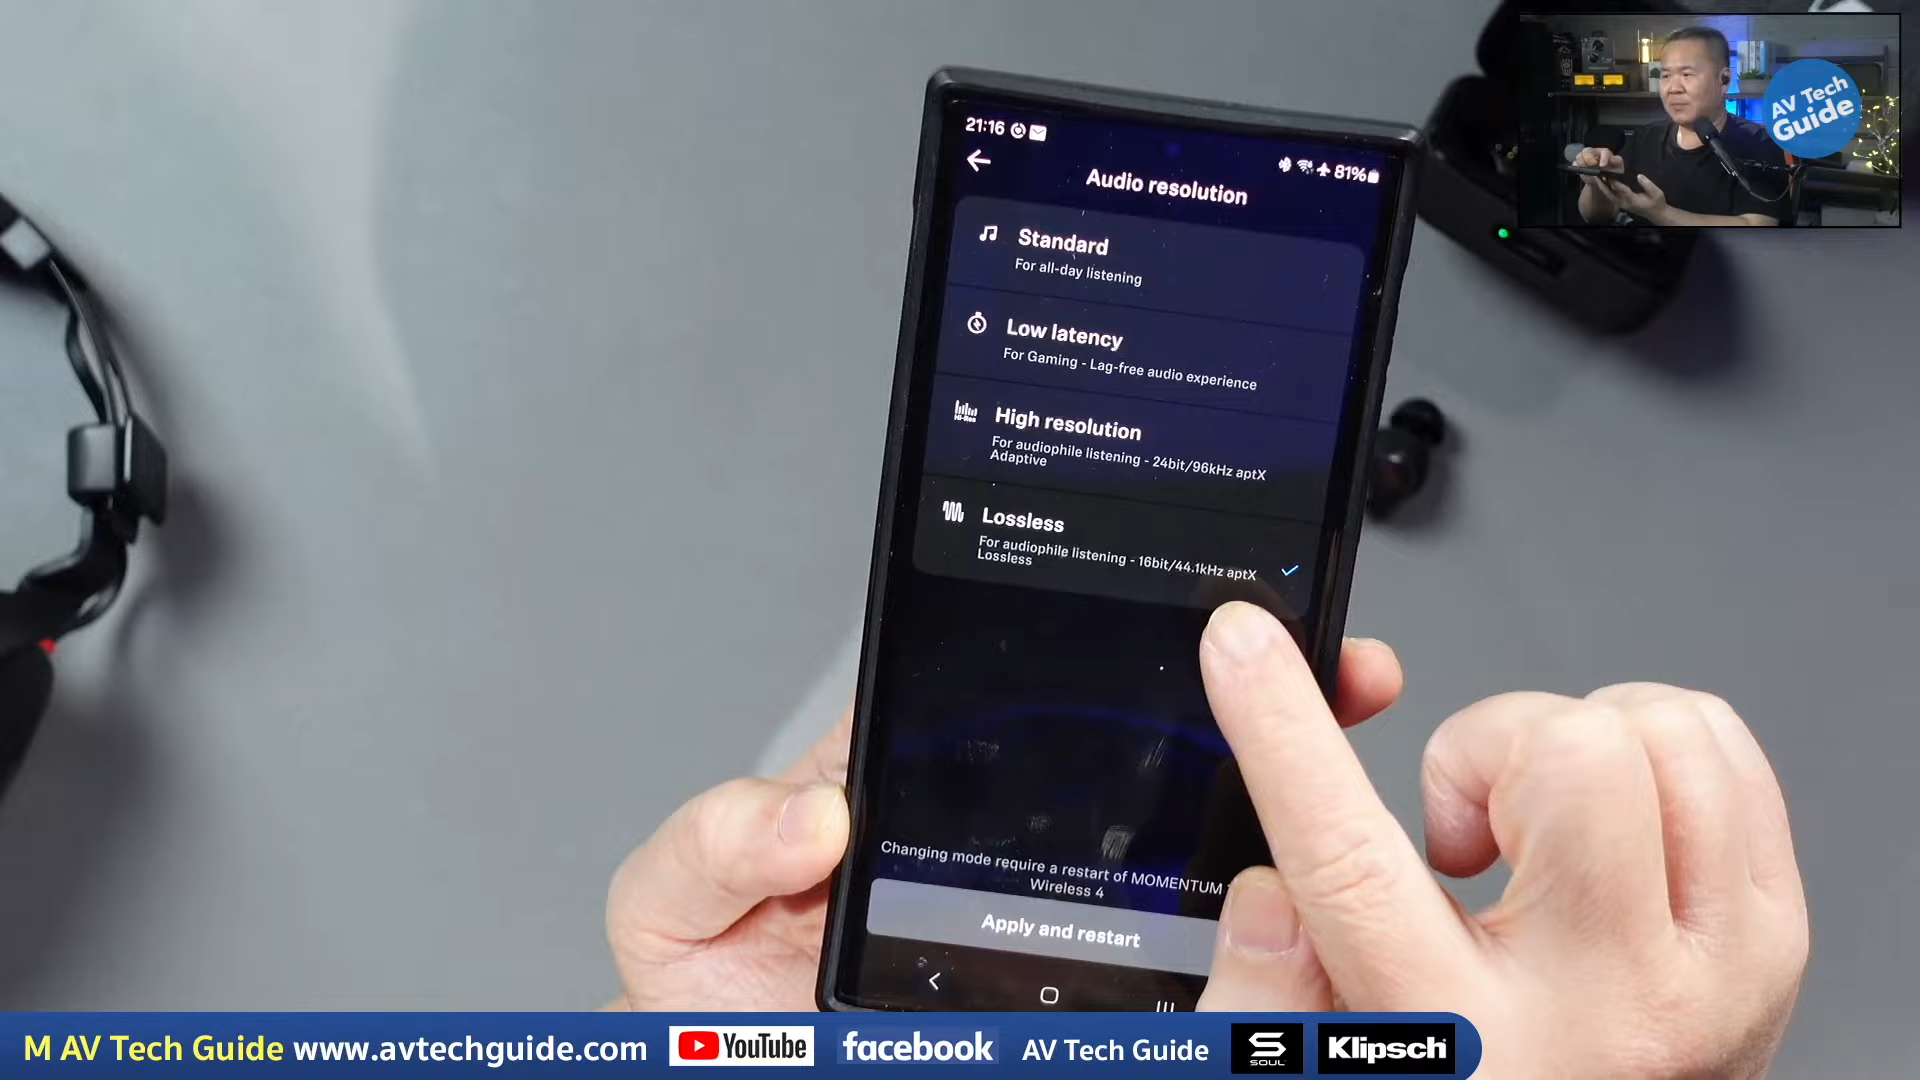 AV Tech
Guide
21:16
81%
Audio resolution
Standard
For all-day listening
Low latency
For Gaming - Lag-free audio experience
Hi-Res
High resolution
For audiophile listening - 24bit/96kHz aptX
Adaptive
Lossless
For audiophile listening - 16bit/44.1kHz aptX
Lossless
Changing mode require a restart of MOMENTUM
Wireless 4
Apply and restart
M AV Tech Guide www.avtechguide.com YouTube facebook AV Tech Guide S SOUL Klipsch